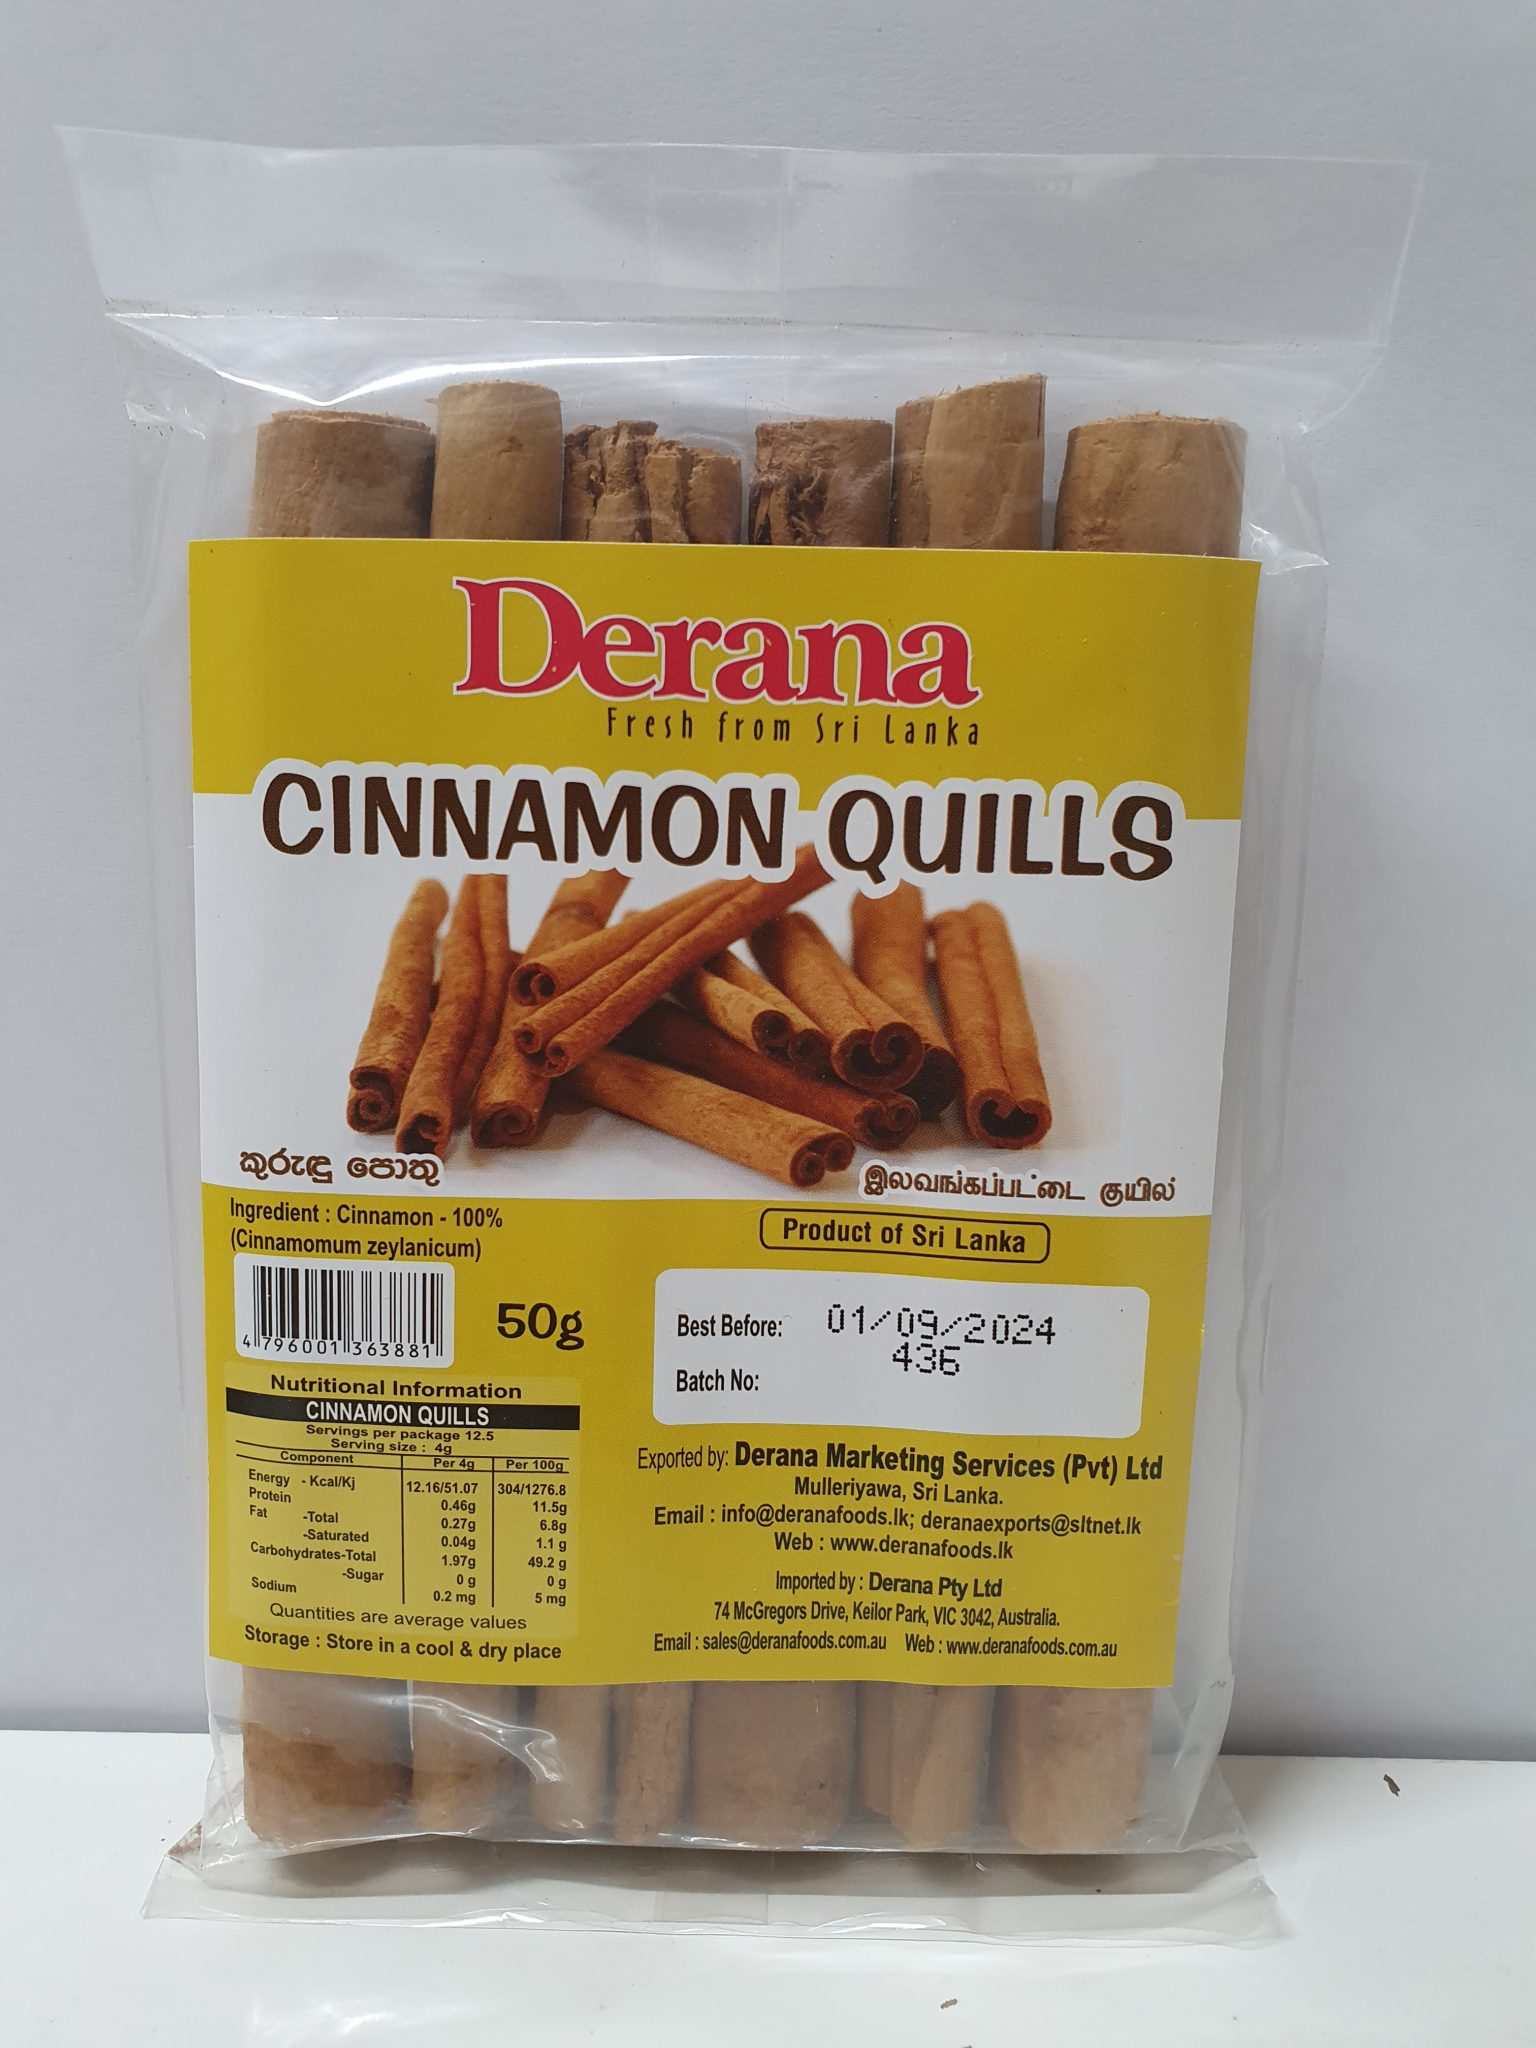 Derana
Fresh from Sri Lanka
CINNAMON QUILLS
කුරුඳු පොතු
இலவங்கப்பட்டை குயில்
Ingredient : Cinnamon - 100%
(Cinnamomum zeylanicum)
4 796001 363881
50g
Nutritional Information
CINNAMON QUILLS
Servings per package 12.5
Serving size : 4g
Component Per 4g Per 100g
Energy - Kcal/Kj 12.16/51.07 304/1276.8
Protein 0.46g 11.5g
Fat -Total 0.27g 6.8g
-Saturated 0.04g 1.1 g
Carbohydrates-Total 1.97g 49.2 g
-Sugar 0 g 0 g
Sodium 0.2 mg 5 mg
Quantities are average values
Storage : Store in a cool & dry place
Product of Sri Lanka
Best Before: 01/09/2024
436
Batch No:
Exported by: Derana Marketing Services (Pvt) Ltd
Mulleriyawa, Sri Lanka.
Email : info@deranafoods.lk; deranaexports@sltnet.lk
Web : www.deranafoods.lk
Imported by : Derana Pty Ltd
74 McGregors Drive, Keilor Park, VIC 3042, Australia.
Email : sales@deranafoods.com.au Web : www.deranafoods.com.au